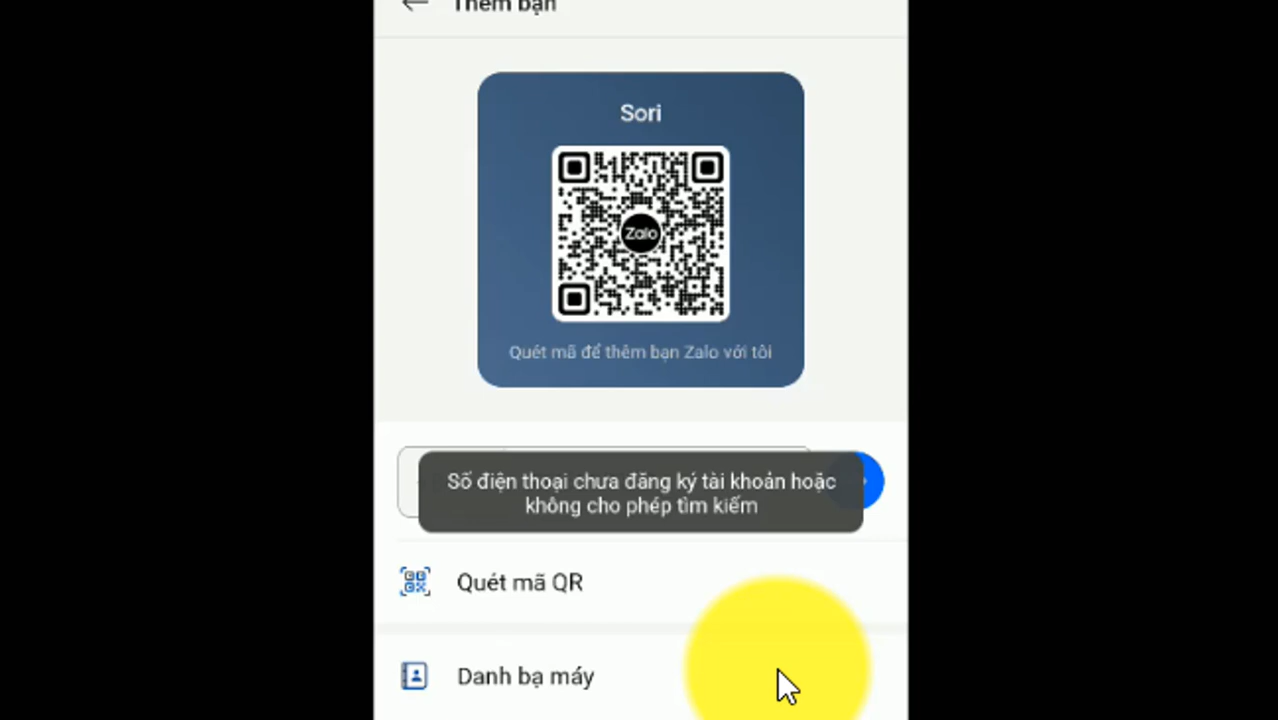 Thêm bạn
Sori
Zalo
Quét mã để thêm bạn Zalo với tôi
Số điện thoại chưa đăng ký tài khoản hoặc
không cho phép tìm kiếm
Quét mã QR
Danh bạ máy